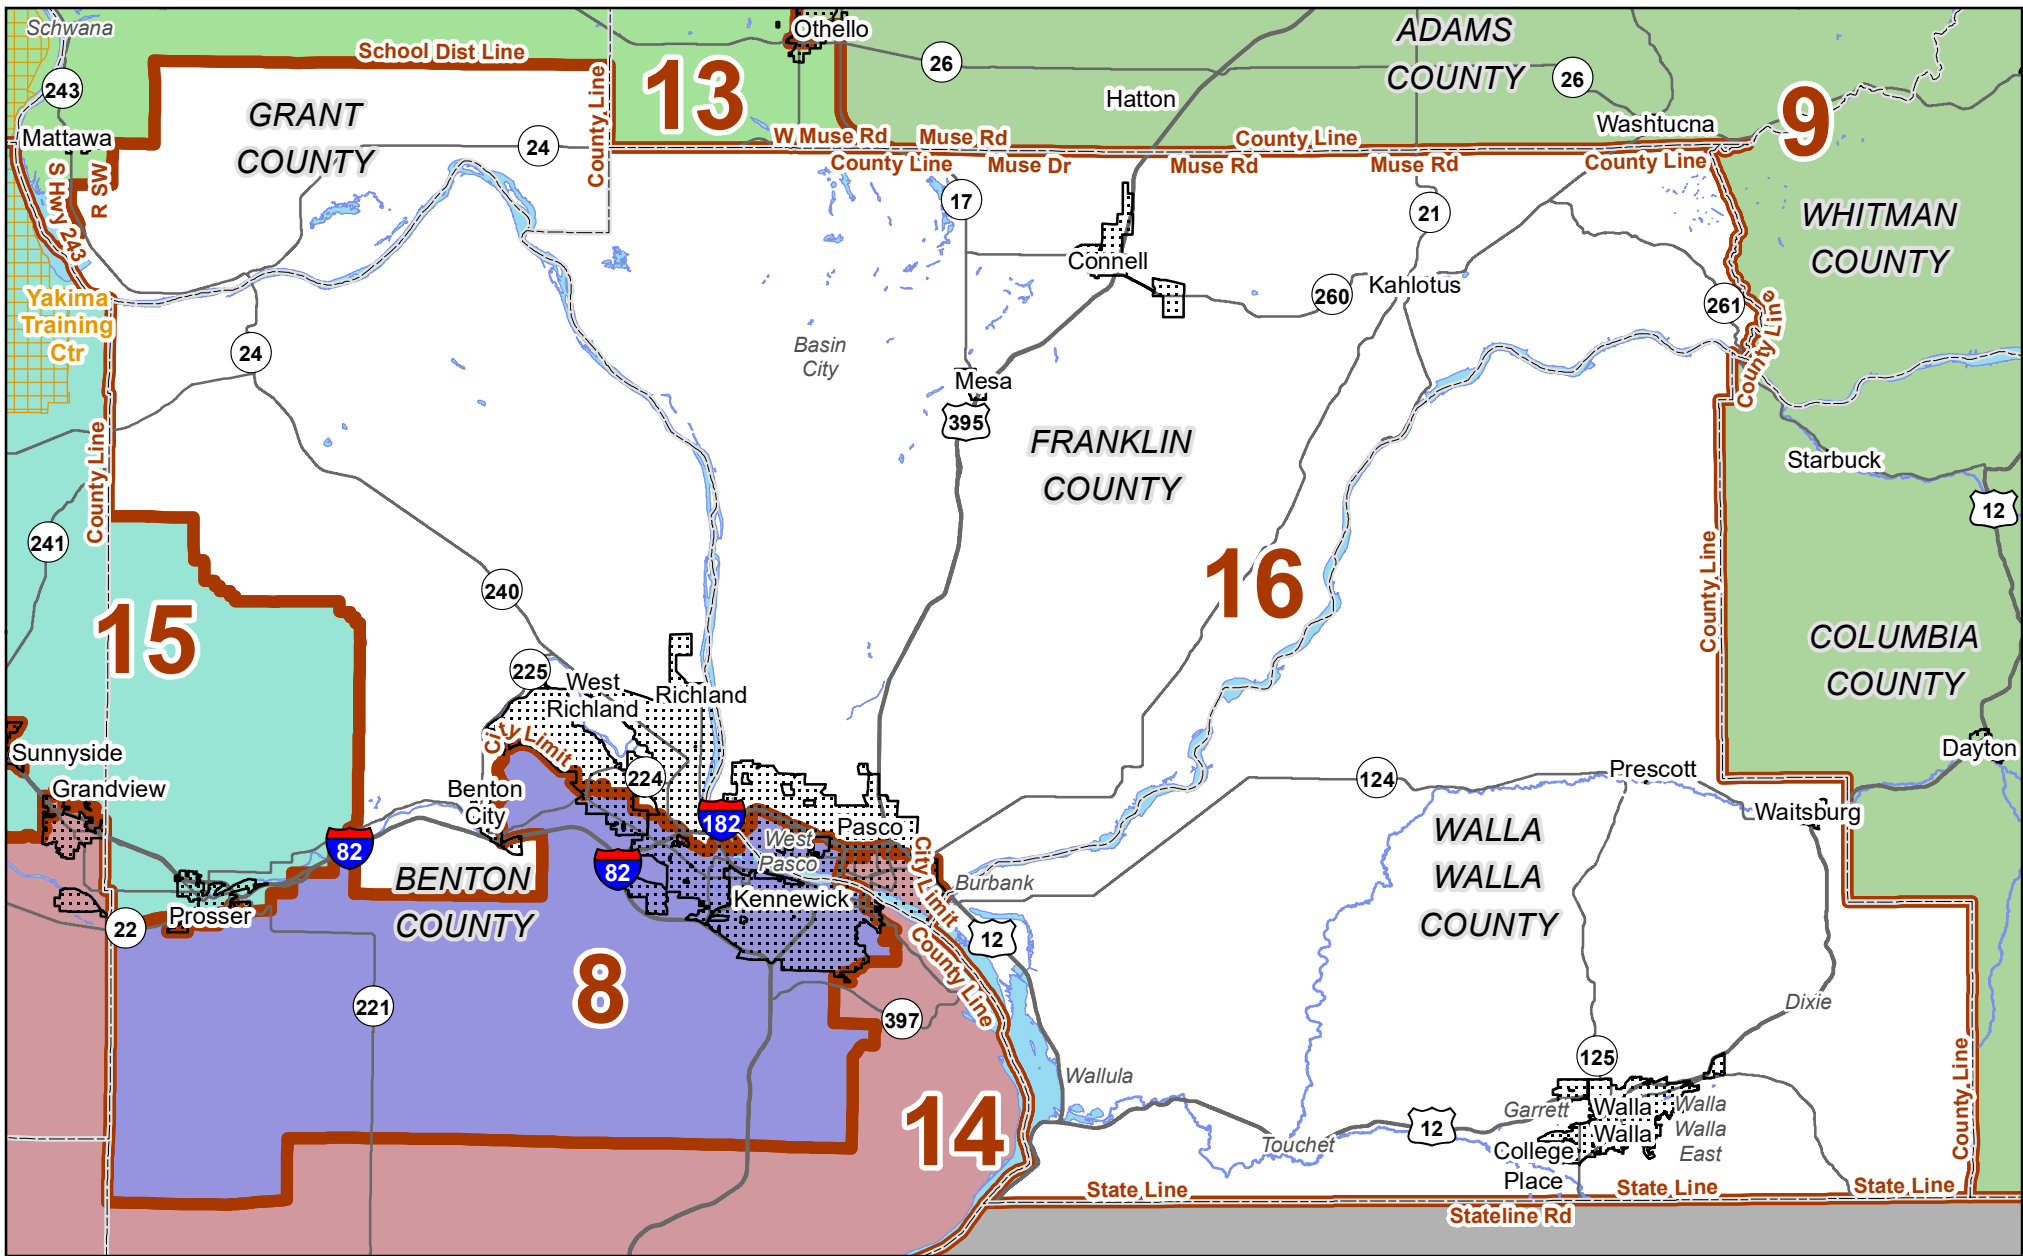 Schwana
243
Mattawa
S Hwy 243
R SW
School Dist Line
GRANT
COUNTY
24
County Line
13
Othello
26
W Muse Rd
Muse Rd
County Line
Muse Dr
Muse Rd
County Line
Muse Rd
County Line
Hatton
ADAMS
COUNTY
26
Washtucna
9
WHITMAN
COUNTY
Yakima
Training
Ctr
24
17
Connell
21
260
Kahlotus
261
County Line
Basin
City
Mesa
395
FRANKLIN
COUNTY
Starbuck
12
County Line
241
15
240
16
County Line
COLUMBIA
COUNTY
225
West
Richland
Richland
City Limit
224
Sunnyside
Grandview
Benton
City
182
West
Pasco
Pasco
City Limit
124
Prescott
Waitsburg
Dayton
82
82
BENTON
COUNTY
Kennewick
Burbank
WALLA
WALLA
COUNTY
22
Prosser
12
County Line
8
221
397
Dixie
125
14
Wallula
Touchet
12
Garrett
Walla
Walla
College
Place
Walla
Walla
East
County Line
State Line
State Line
State Line
Stateline Rd